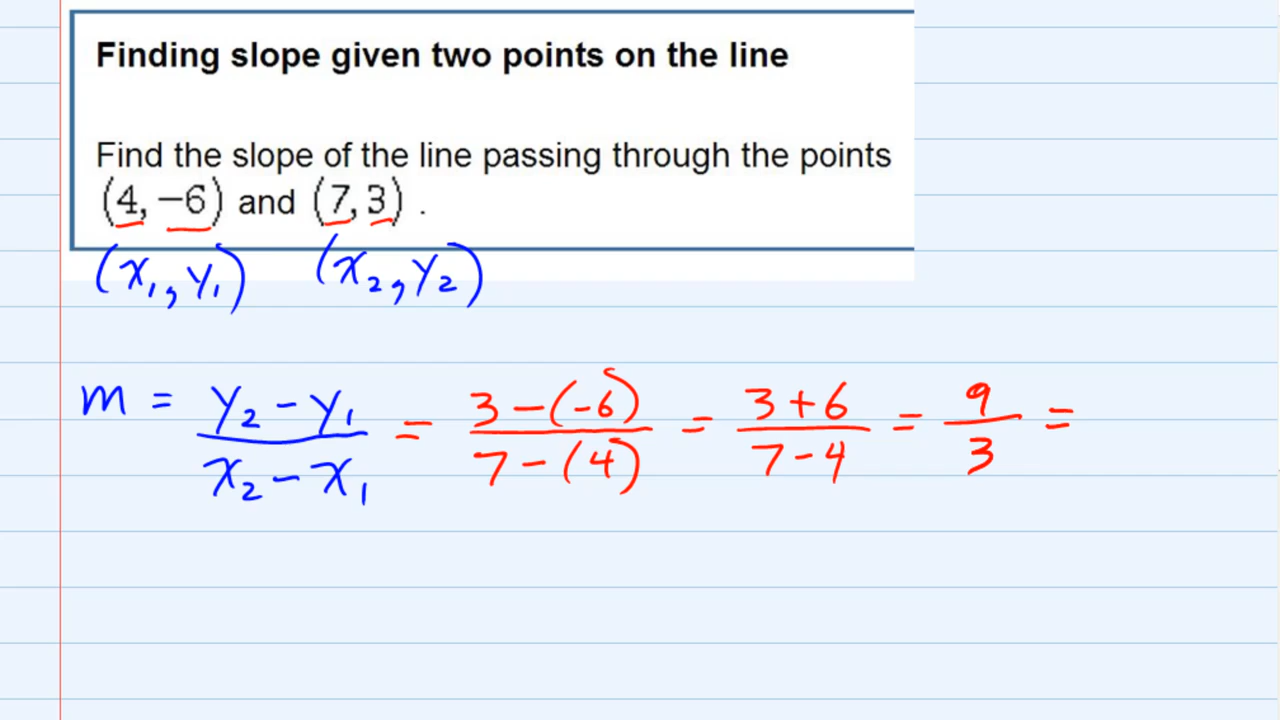 Finding slope given two points on the line
Find the slope of the line passing through the points
(4, −6) and (7, 3) .
(x₁, y₁) (x₂, y₂)
m = (y₂ − y₁)/(x₂ − x₁) = (3 − (−6))/(7 − (4)) = (3 + 6)/(7 − 4) = 9/3 =